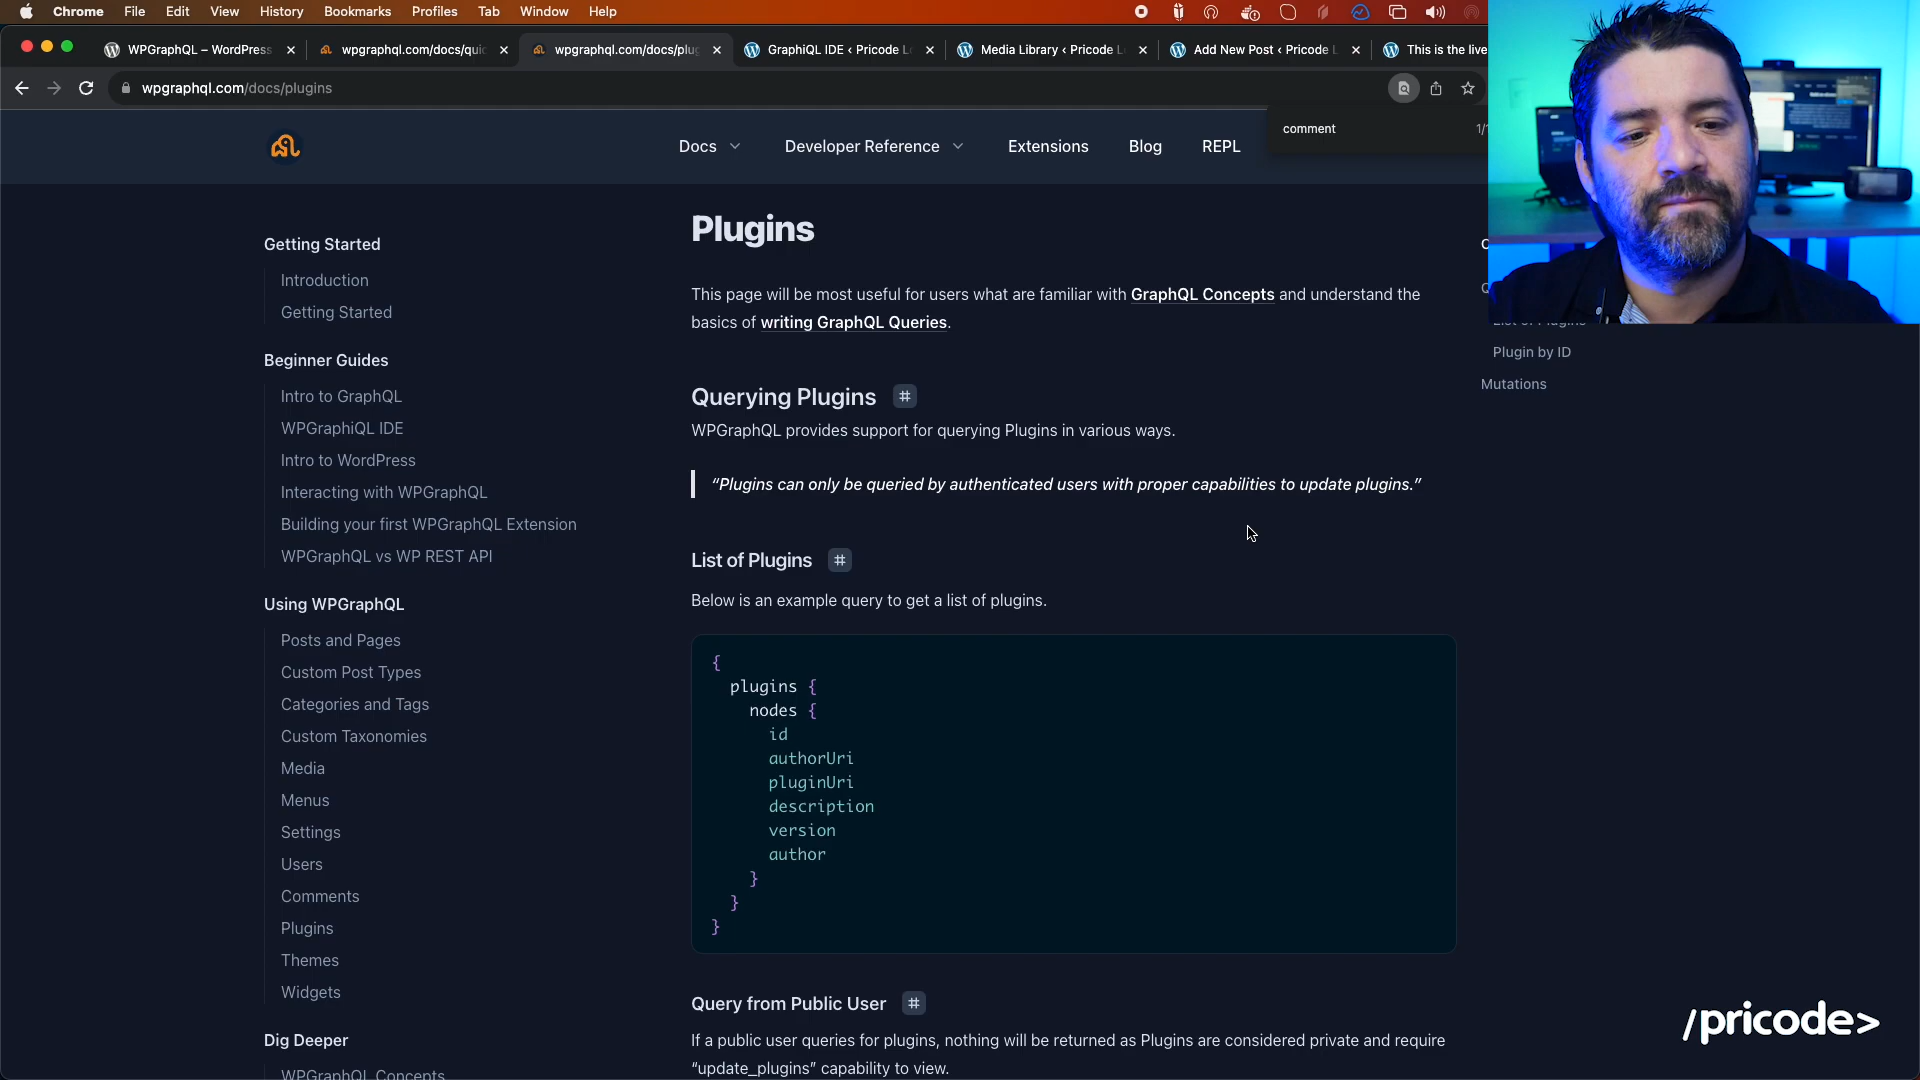 Chrome File Edit View History Bookmarks Profiles Tab Window Help
WPGraphQL – WordPress wpgraphql.com/docs/quic wpgraphql.com/docs/plug GraphiQL IDE ‹ Pricode L Media Library ‹ Pricode L Add New Post ‹ Pricode L This is the live
wpgraphql.com/docs/plugins
comment 1/1
Docs Developer Reference Extensions Blog REPL
Getting Started
Introduction
Getting Started
Beginner Guides
Intro to GraphQL
WPGraphiQL IDE
Intro to WordPress
Interacting with WPGraphQL
Building your first WPGraphQL Extension
WPGraphQL vs WP REST API
Using WPGraphQL
Posts and Pages
Custom Post Types
Categories and Tags
Custom Taxonomies
Media
Menus
Settings
Users
Comments
Plugins
Themes
Widgets
Dig Deeper
WPGraphQL Concepts
Plugins
This page will be most useful for users what are familiar with GraphQL Concepts and understand the
basics of writing GraphQL Queries.
Querying Plugins #
WPGraphQL provides support for querying Plugins in various ways.
“Plugins can only be queried by authenticated users with proper capabilities to update plugins.”
List of Plugins #
Below is an example query to get a list of plugins.
{
plugins {
nodes {
id
authorUri
pluginUri
description
version
author
}
}
}
Query from Public User #
If a public user queries for plugins, nothing will be returned as Plugins are considered private and require
“update_plugins” capability to view.
List of Plugins
Plugin by ID
Mutations
/pricode>